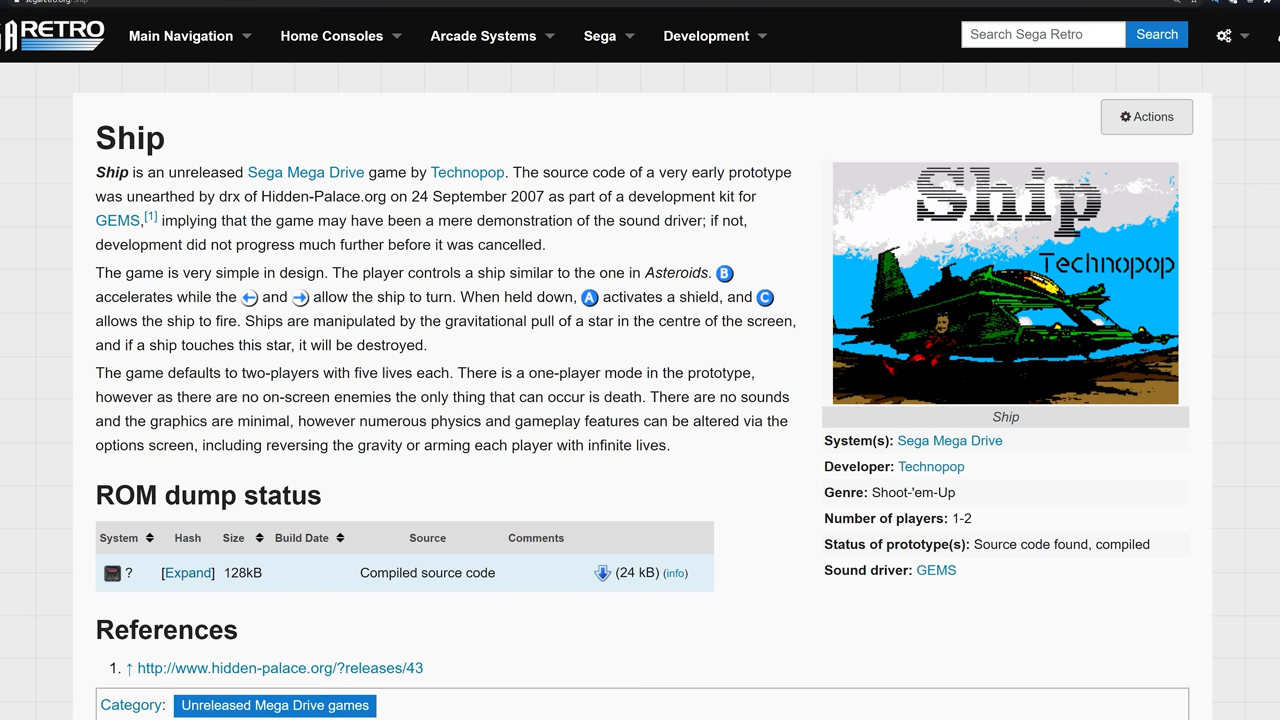 RETRO
Main Navigation
Home Consoles
Arcade Systems
Sega
Development
Search Sega Retro
Search
Actions
Ship
Ship is an unreleased Sega Mega Drive game by Technopop. The source code of a very early prototype
was unearthed by drx of Hidden-Palace.org on 24 September 2007 as part of a development kit for
GEMS,[1] implying that the game may have been a mere demonstration of the sound driver; if not,
development did not progress much further before it was cancelled.
The game is very simple in design. The player controls a ship similar to the one in Asteroids. B
accelerates while the ← and → allow the ship to turn. When held down, A activates a shield, and C
allows the ship to fire. Ships are manipulated by the gravitational pull of a star in the centre of the screen,
and if a ship touches this star, it will be destroyed.
The game defaults to two-players with five lives each. There is a one-player mode in the prototype,
however as there are no on-screen enemies the only thing that can occur is death. There are no sounds
and the graphics are minimal, however numerous physics and gameplay features can be altered via the
options screen, including reversing the gravity or arming each player with infinite lives.
Ship
Technopop
Ship
System(s): Sega Mega Drive
Developer: Technopop
Genre: Shoot-'em-Up
Number of players: 1-2
Status of prototype(s): Source code found, compiled
Sound driver: GEMS
ROM dump status
System Hash Size Build Date Source Comments
? [Expand] 128kB Compiled source code (24 kB) (info)
References
1. ↑ http://www.hidden-palace.org/?releases/43
Category: Unreleased Mega Drive games